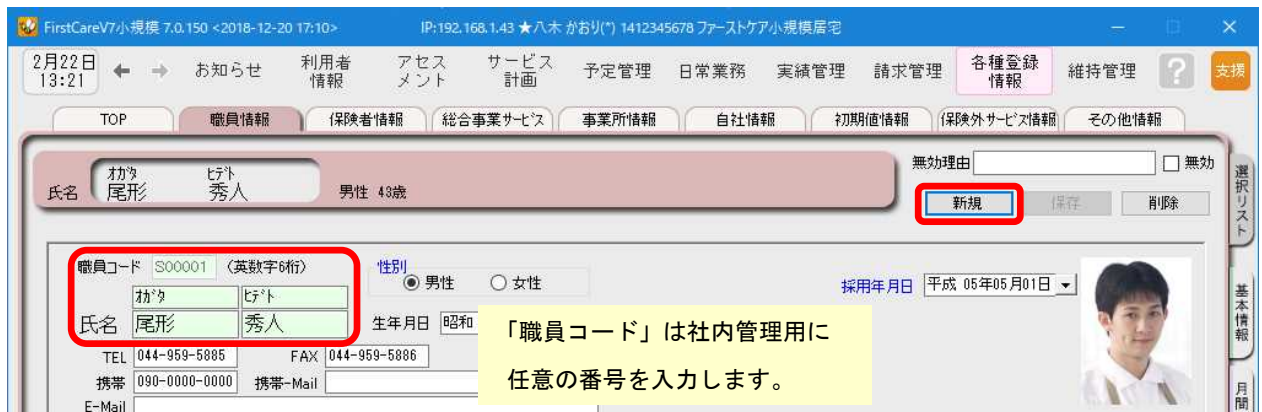 FirstCareV7小規模 7.0.150 <2018-12-20 17:10> IP:192.168.1.43 ★八木 かおり(*) 1412345678 ファーストケア小規模居宅
2月22日 13:21 お知らせ 利用者情報 アセスメント サービス計画 予定管理 日常業務 実績管理 請求管理 各種登録情報 維持管理 ? 支援
TOP 職員情報 保険者情報 総合事業サービス 事業所情報 自社情報 初期値情報 保険外サービス情報 その他情報
無効理由 無効
オガタ ヒデト
氏名 尾形 秀人 男性 43歳
新規 保存 削除
選択リスト
職員コード S00001 (英数字6桁) 性別 男性 女性
採用年月日 平成 05年05月01日
オガタ ヒデト
氏名 尾形 秀人 生年月日 昭和
基本情報
「職員コード」は社内管理用に
任意の番号を入力します。
TEL 044-959-5885 FAX 044-959-5886
携帯 090-0000-0000 携帯-Mail
E-Mail
月間